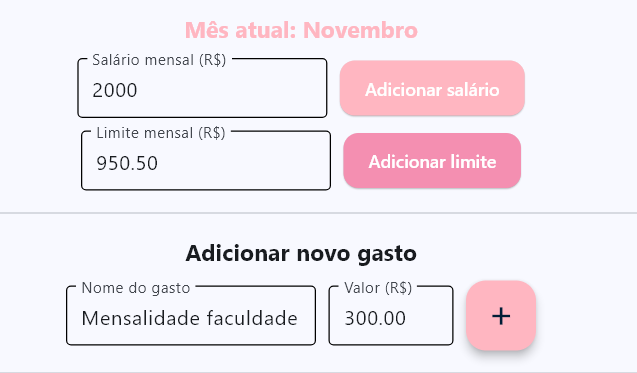 Mês atual: Novembro
Salário mensal (R$)
2000
Adicionar salário
Limite mensal (R$)
950.50
Adicionar limite
Adicionar novo gasto
Nome do gasto
Mensalidade faculdade
Valor (R$)
300.00
+